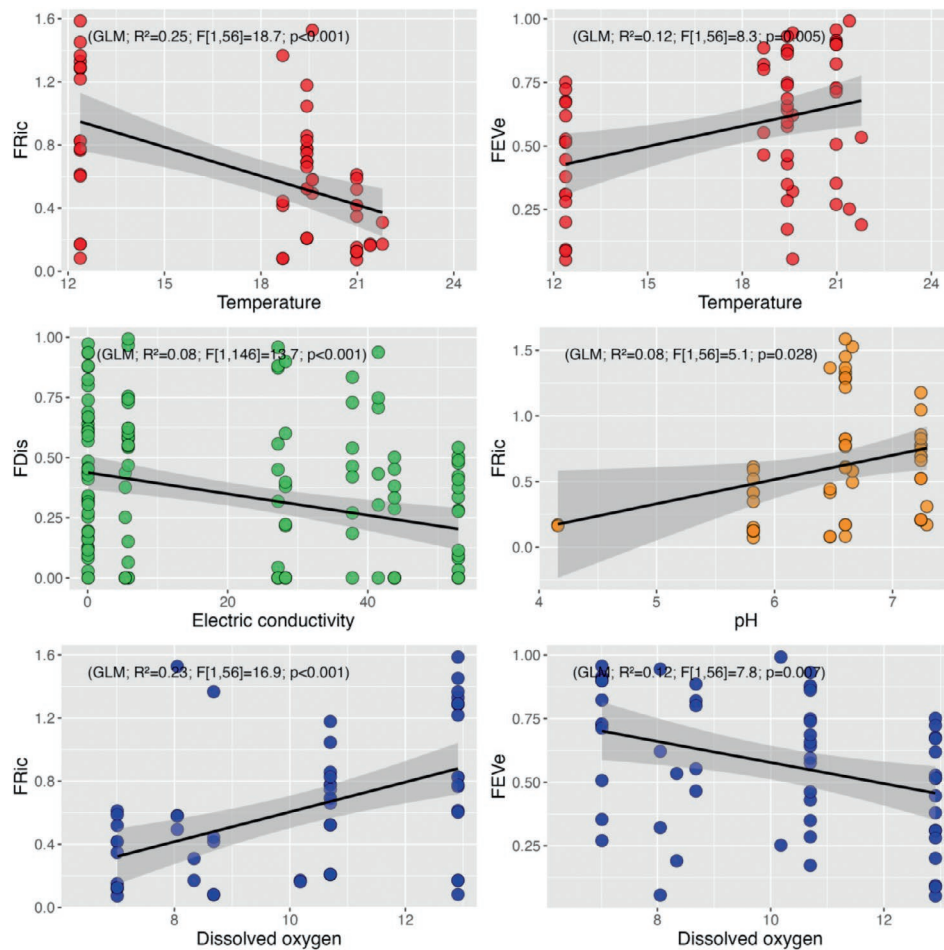 (GLM; R²=0.25; F[1,56]=18.7; p<0.001)
FRic
1.6
1.2
0.8
0.4
0.0
12
15
18
21
24
Temperature
(GLM; R²=0.12; F[1,56]=8.3; p=0.005)
FEVe
1.00
0.75
0.50
0.25
12
15
18
21
24
Temperature
(GLM; R²=0.08; F[1,146]=13.7; p<0.001)
FDis
1.00
0.75
0.50
0.25
0.00
0
20
40
Electric conductivity
(GLM; R²=0.08; F[1,56]=5.1; p=0.028)
FRic
1.5
1.0
0.5
0.0
4
5
6
7
pH
(GLM; R²=0.23; F[1,56]=16.9; p<0.001)
FRic
1.6
1.2
0.8
0.4
0.0
8
10
12
Dissolved oxygen
(GLM; R²=0.12; F[1,56]=7.8; p=0.007)
FEVe
1.00
0.75
0.50
0.25
8
10
12
Dissolved oxygen